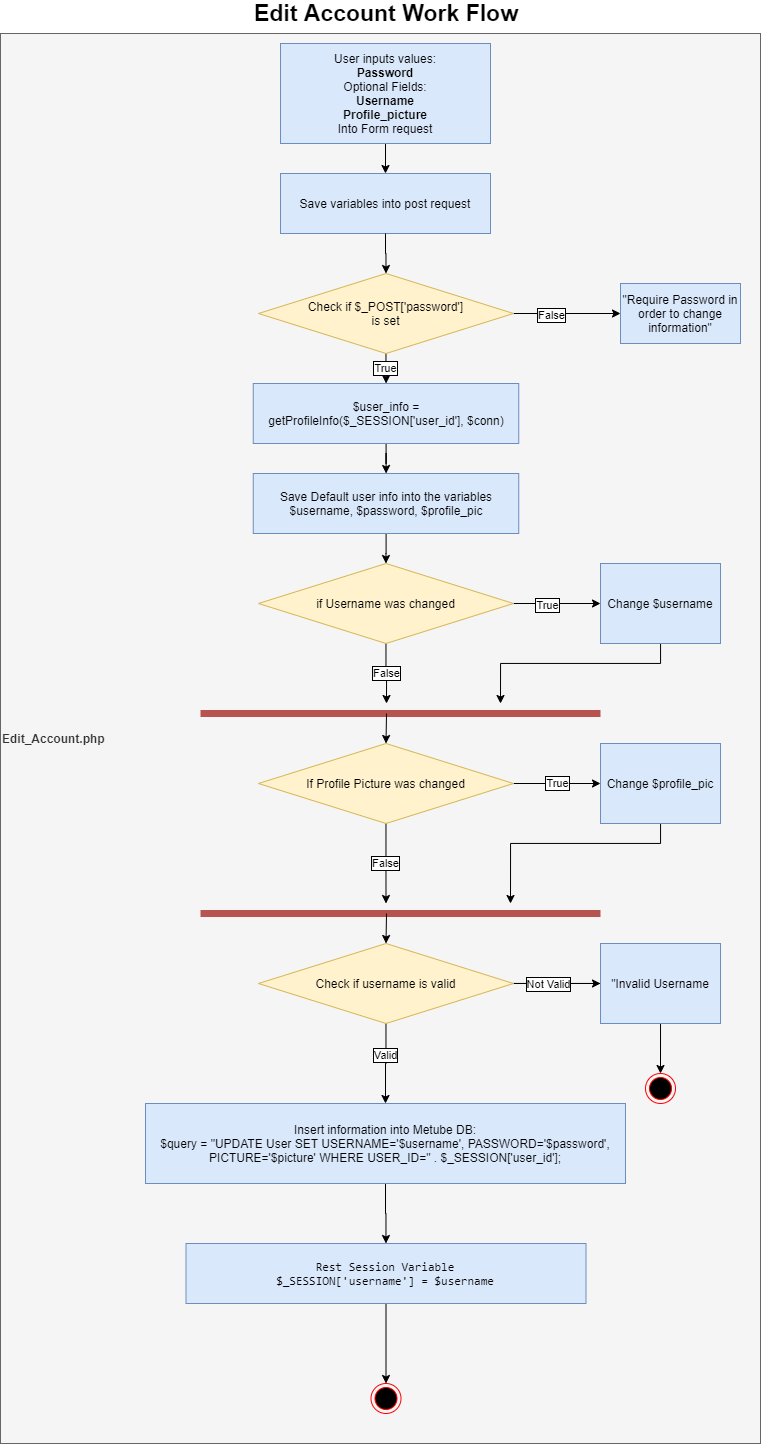 Edit Account Work Flow
User inputs values:
Password
Optional Fields:
Username
Profile_picture
Into Form request
Save variables into post request
Check if $_POST['password']
is set
False
"Require Password in
order to change
information"
True
$user_info =
getProfileInfo($_SESSION['user_id'], $conn)
Save Default user info into the variables
$username, $password, $profile_pic
if Username was changed
True
Change $username
False
Edit_Account.php
If Profile Picture was changed
True
Change $profile_pic
False
Check if username is valid
Not Valid
"Invalid Username
Valid
Insert information into Metube DB:
$query = "UPDATE User SET USERNAME='$username', PASSWORD='$password',
PICTURE='$picture' WHERE USER_ID=" . $_SESSION['user_id'];
Rest Session Variable
$_SESSION['username'] = $username